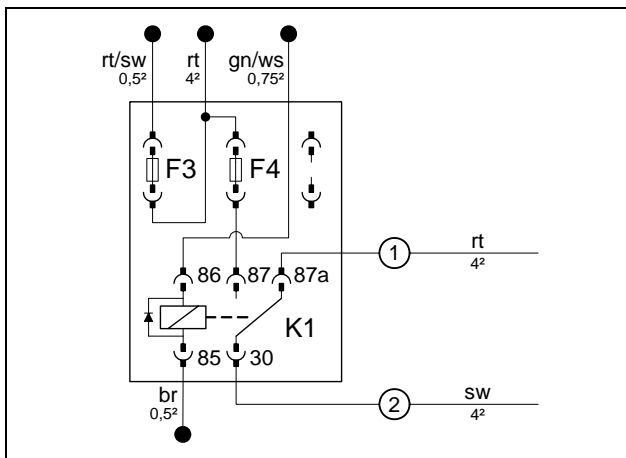 rt/sw rt gn/ws
0,5² 4² 0,75²
F3 F4
1 rt
4²
86 87 87a
K1
85 30
br
0,5²
2 sw
4²